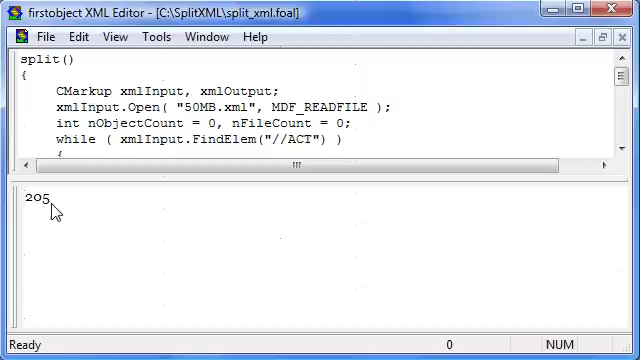 firstobject XML Editor - [C:\SplitXML\split_xml.foal]
File Edit View Tools Window Help
split()
{
CMarkup xmlInput, xmlOutput;
xmlInput.Open( "50MB.xml", MDF_READFILE );
int nObjectCount = 0, nFileCount = 0;
while ( xmlInput.FindElem("//ACT") )
{
205
Ready 0 NUM